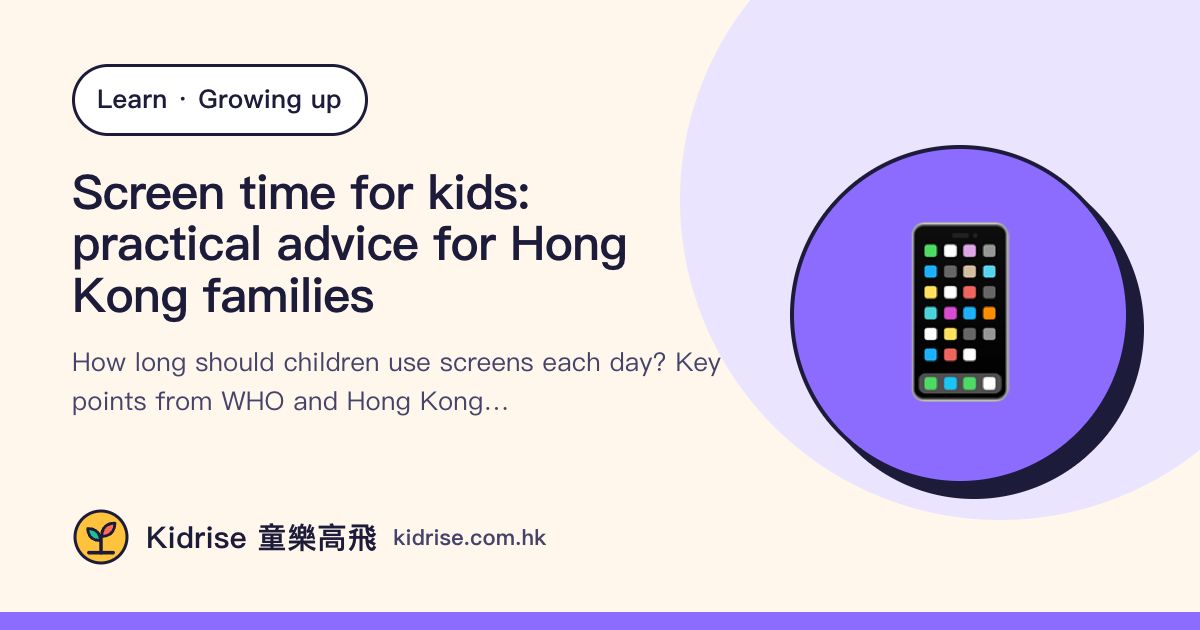 Learn · Growing up
Screen time for kids:
practical advice for Hong
Kong families
How long should children use screens each day? Key
points from WHO and Hong Kong…
Kidrise 童樂高飛 kidrise.com.hk